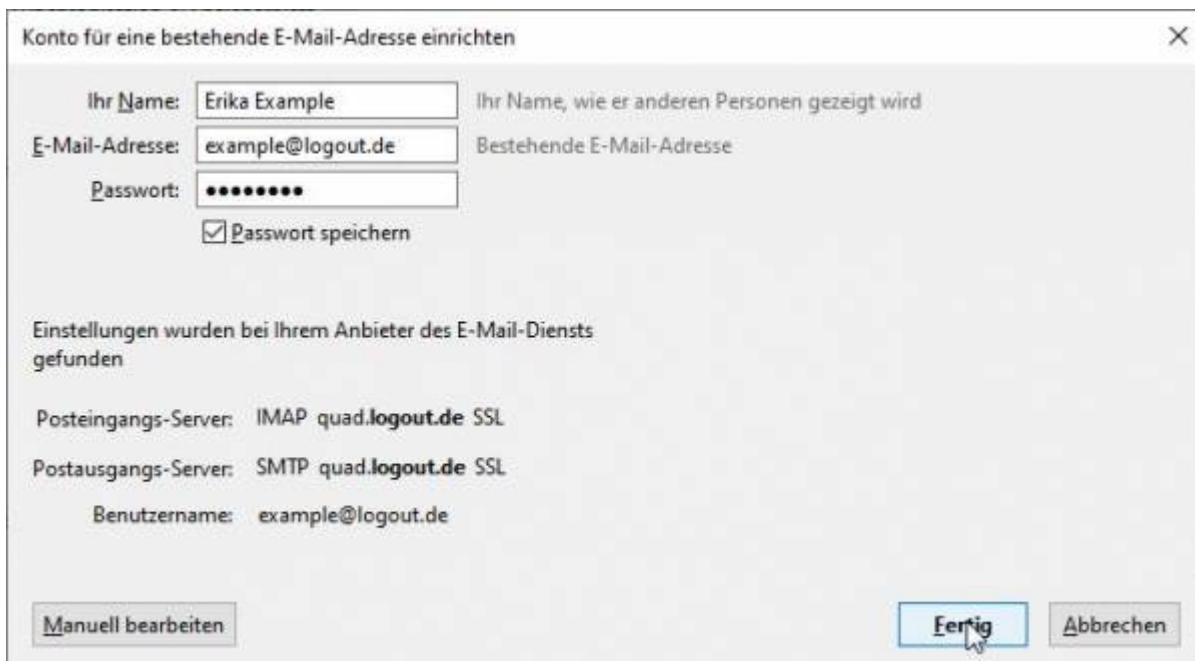 Konto für eine bestehende E-Mail-Adresse einrichten
Ihr Name: Erika Example Ihr Name, wie er anderen Personen gezeigt wird
E-Mail-Adresse: example@logout.de Bestehende E-Mail-Adresse
Passwort: ●●●●●●●●
Passwort speichern
Einstellungen wurden bei Ihrem Anbieter des E-Mail-Diensts
gefunden
Posteingangs-Server: IMAP quad.logout.de SSL
Postausgangs-Server: SMTP quad.logout.de SSL
Benutzername: example@logout.de
Manuell bearbeiten Fertig Abbrechen